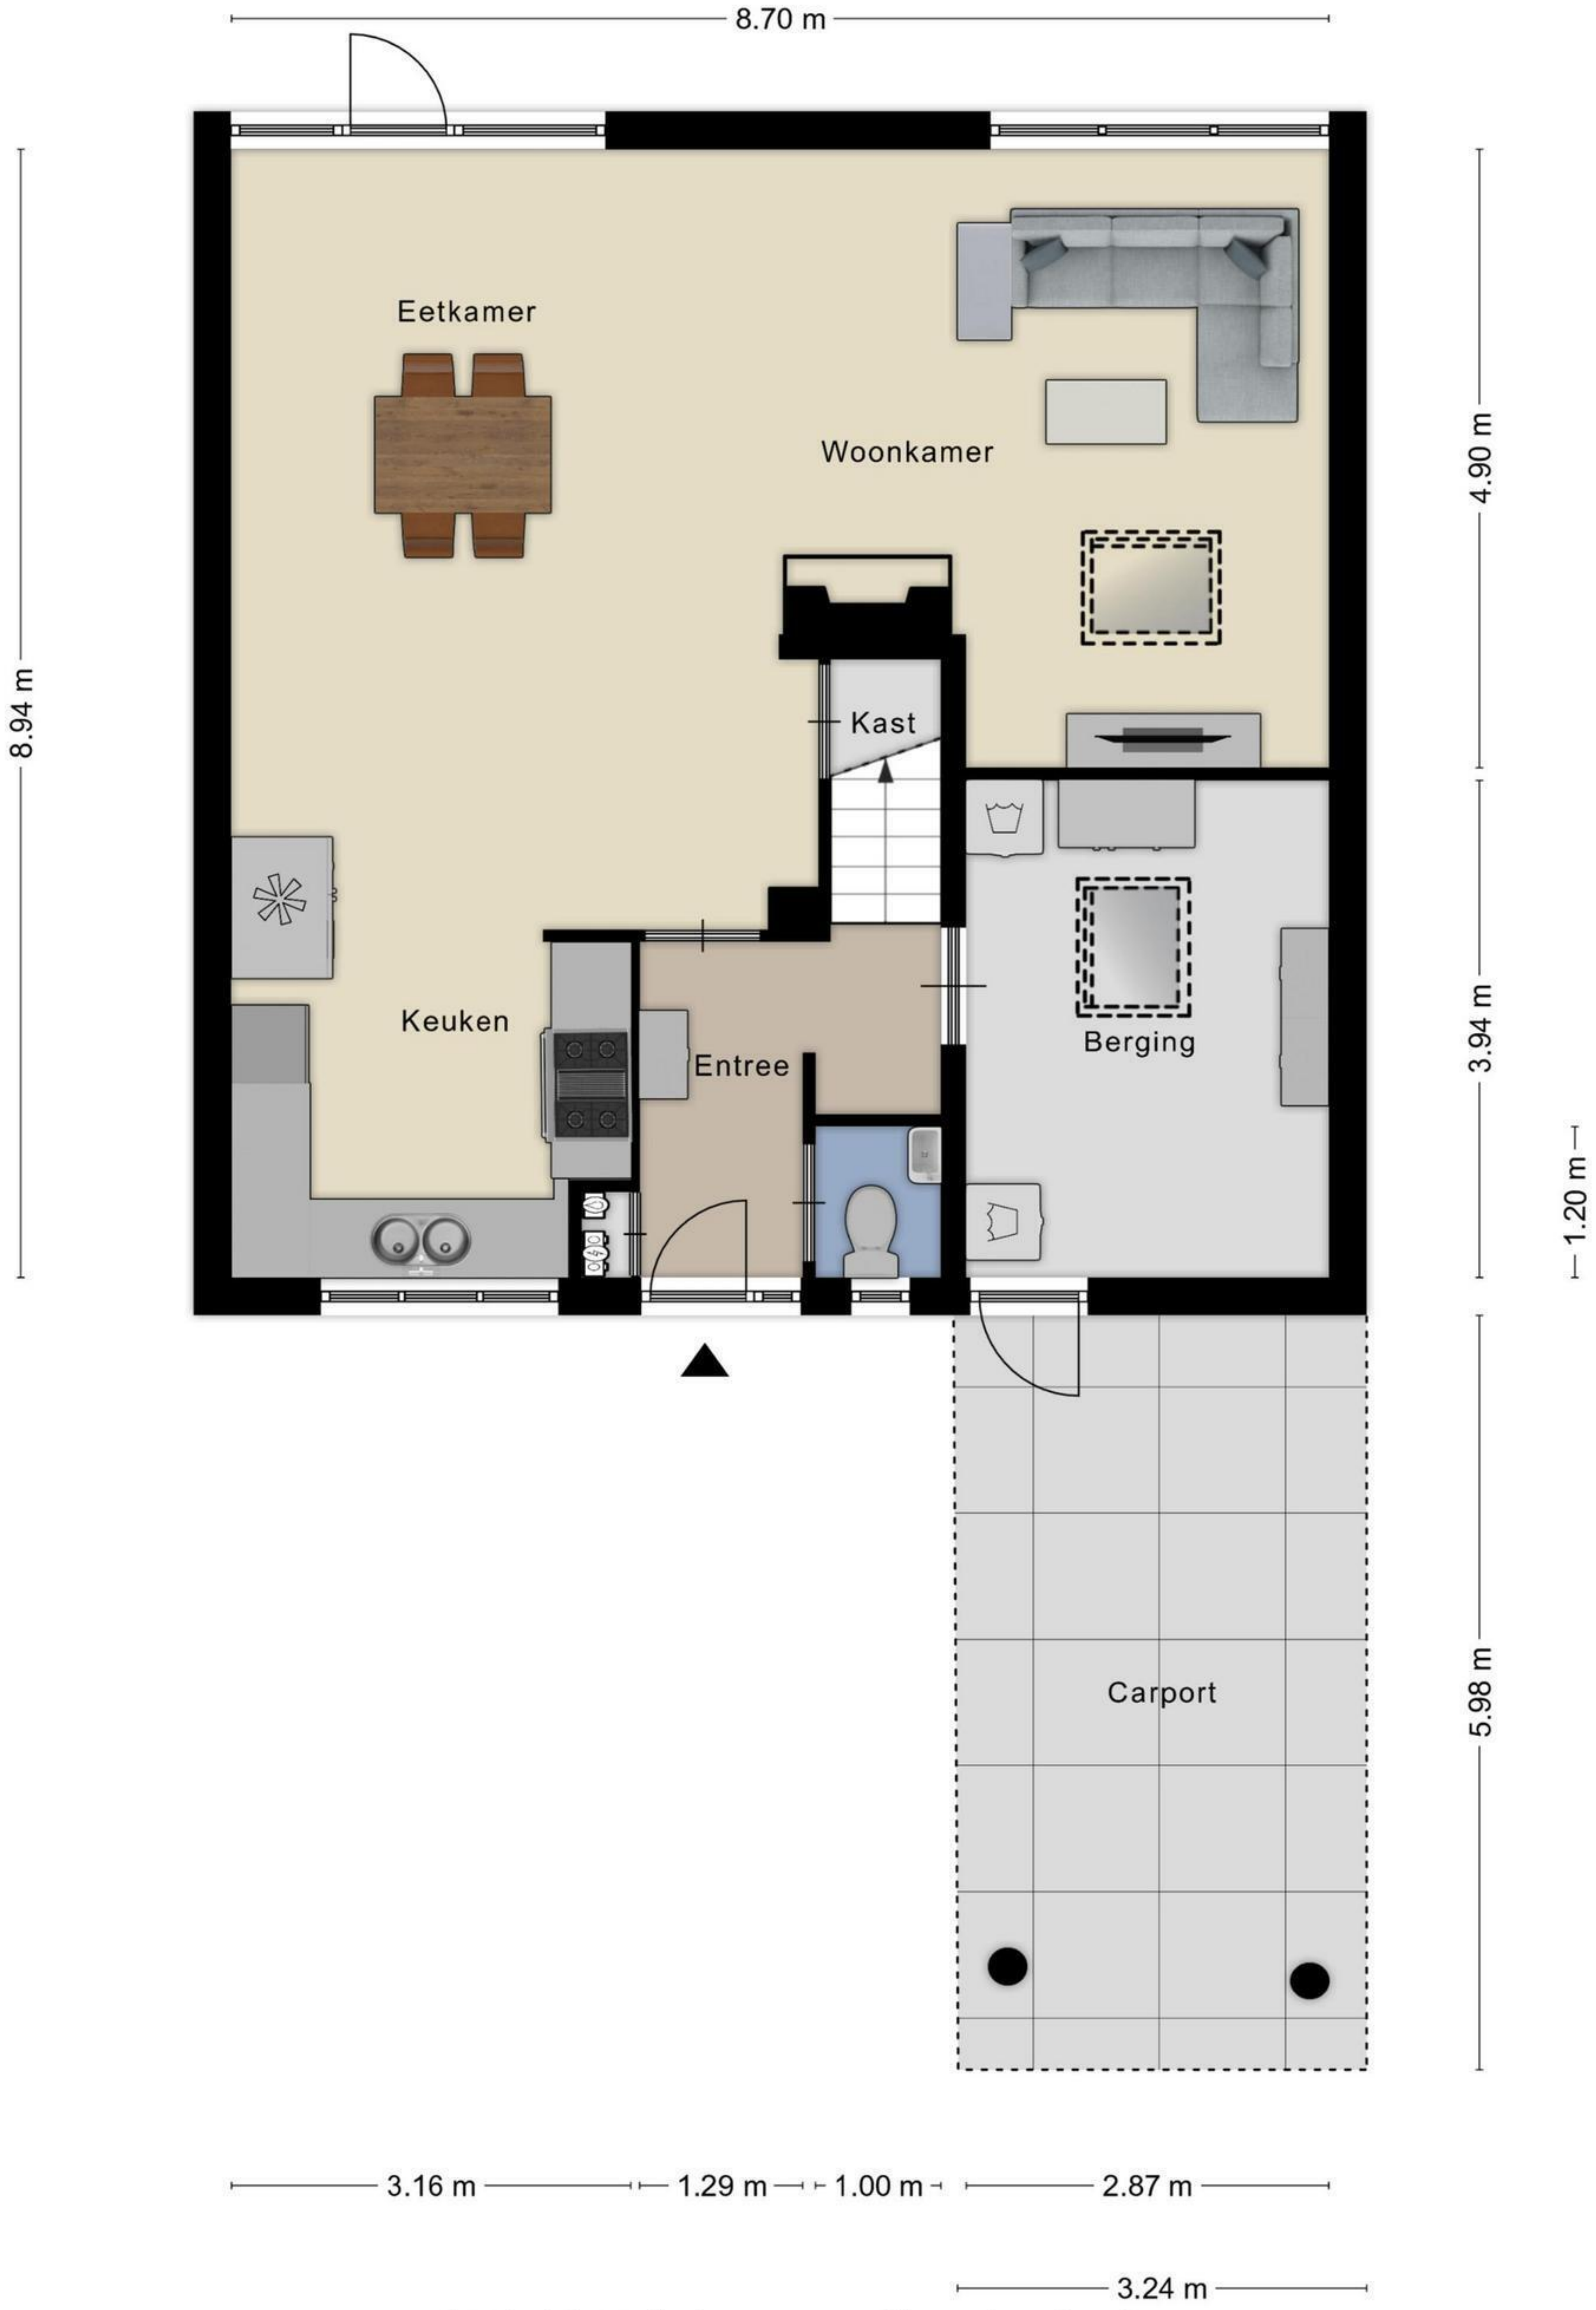 8.70 m
Eetkamer
Woonkamer
4.90 m
8.94 m
Kast
Keuken
Entree
Berging
3.94 m
1.20 m
Carport
5.98 m
3.16 m
1.29 m
1.00 m
2.87 m
3.24 m